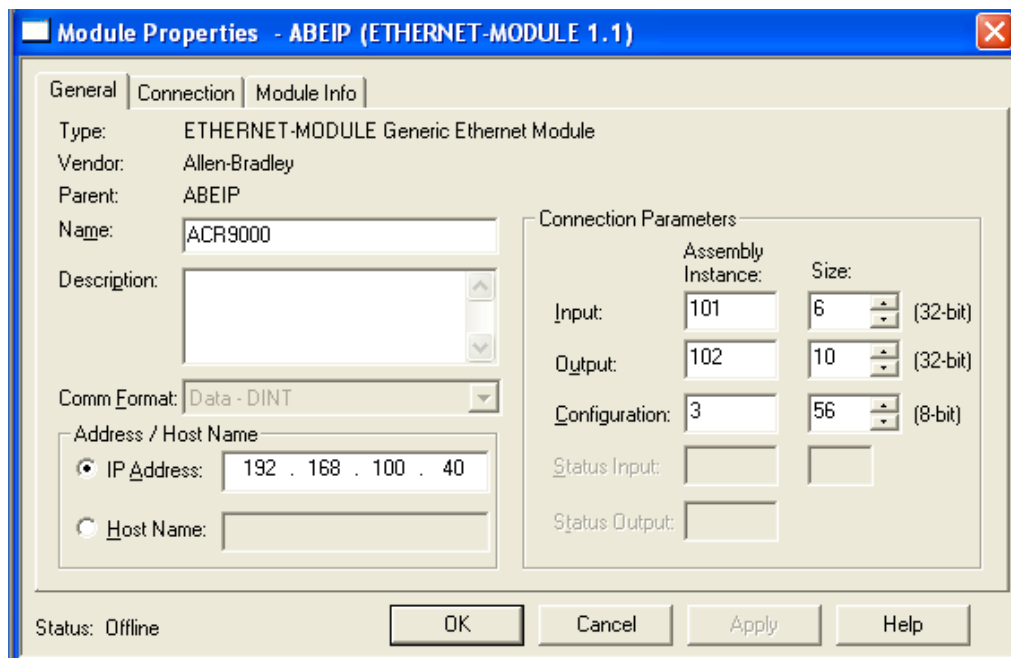 Module Properties - ABEIP (ETHERNET-MODULE 1.1)
General Connection Module Info
Type: ETHERNET-MODULE Generic Ethernet Module
Vendor: Allen-Bradley
Parent: ABEIP
Name: ACR9000
Description:
Comm Format: Data - DINT
Address / Host Name
IP Address: 192 . 168 . 100 . 40
Host Name:
Connection Parameters
Assembly Instance: Size:
Input: 101 6 (32-bit)
Output: 102 10 (32-bit)
Configuration: 3 56 (8-bit)
Status Input:
Status Output:
Status: Offline
OK Cancel Apply Help